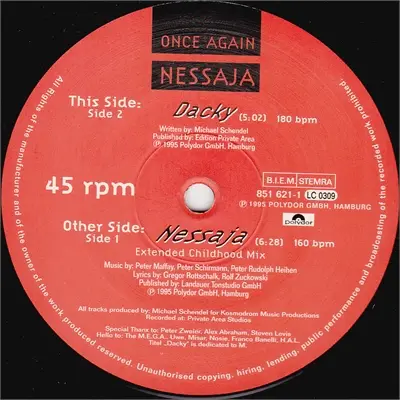 ONCE AGAIN
NESSAJA
This Side:
Side 2
Dacky (5:02) 180 bpm
Written by: Michael Schendel
Published by: Edition Private Area
℗ 1995 Polydor GmbH, Hamburg
45 rpm
B.I.E.M. STEMRA
851 621-1 LC 0309
℗ 1995 POLYDOR GMBH, HAMBURG
polydor
Other Side:
Side 1
Nessaja (6:28) 160 bpm
Extended Childhood Mix
Music by: Peter Maffay, Peter Schirmann, Peter Rudolph Heihen
Lyrics by: Gregor Rottschalk, Rolf Zuckowski
Published by: Landauer Tonstudio GmbH
℗ 1995 Polydor GmbH, Hamburg
All tracks produced by: Michael Schendel for Kosmodrom Music Productions
Recorded at: Private Area Studios
Special Thanx to: Peter Zweiri, Alex Abraham, Steven Levis
Hello to: The M.E.G.A., Uwe, Misar, Nosie, Franco Banelli, H.A.L.
Titel „Dacky" is dedicated to M.
All Rights of the manufacturer and of the owner of the work produced reserved. Unauthorised copying, hiring, lending, public performance and broadcasting of the recorded work prohibited.